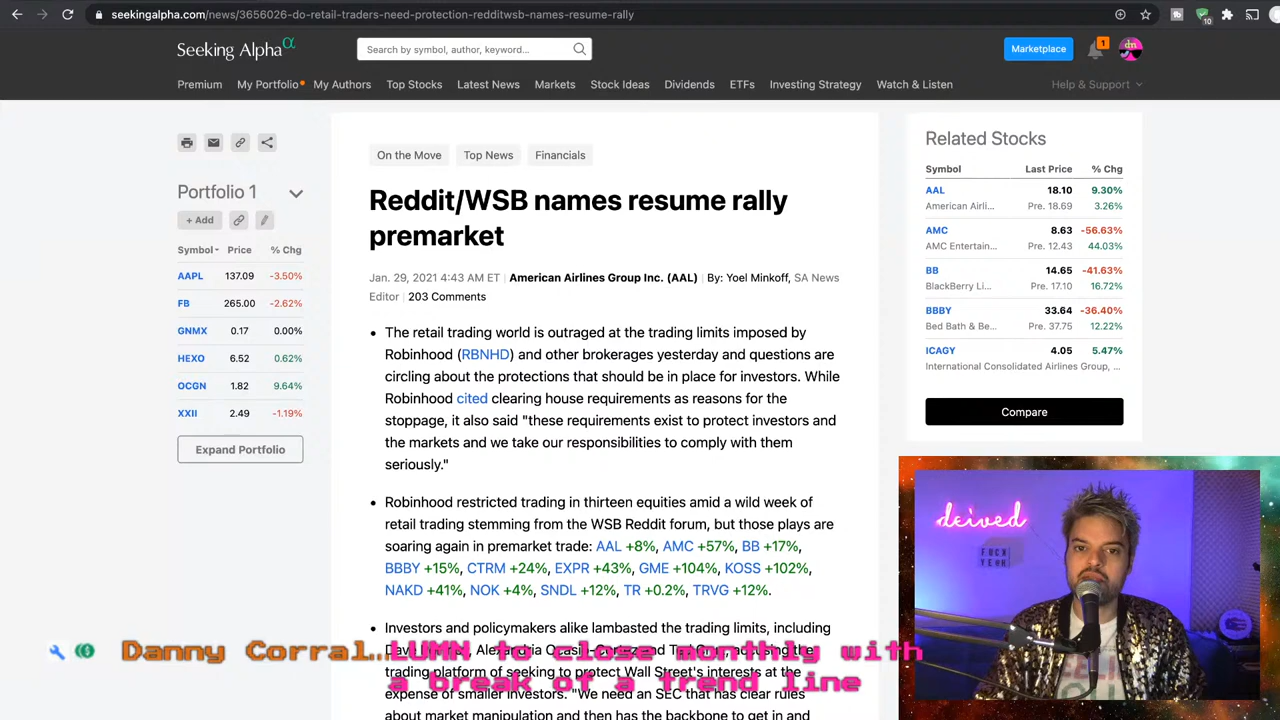 seekingalpha.com/news/3656026-do-retail-traders-need-protection-redditwsb-names-resume-rally
10
Seeking Alpha α
Search by symbol, author, keyword...
Marketplace
1
Premium My Portfolio My Authors Top Stocks Latest News Markets Stock Ideas Dividends ETFs Investing Strategy Watch & Listen Help & Support
Portfolio 1
+ Add
Symbol Price % Chg
AAPL 137.09 -3.50%
FB 265.00 -2.62%
GNMX 0.17 0.00%
HEXO 6.52 0.62%
OCGN 1.82 9.64%
XXII 2.49 -1.19%
Expand Portfolio
On the Move Top News Financials
Reddit/WSB names resume rally
premarket
Jan. 29, 2021 4:43 AM ET | American Airlines Group Inc. (AAL) | By: Yoel Minkoff, SA News
Editor | 203 Comments
• The retail trading world is outraged at the trading limits imposed by
Robinhood (RBNHD) and other brokerages yesterday and questions are
circling about the protections that should be in place for investors. While
Robinhood cited clearing house requirements as reasons for the
stoppage, it also said "these requirements exist to protect investors and
the markets and we take our responsibilities to comply with them
seriously."
• Robinhood restricted trading in thirteen equities amid a wild week of
retail trading stemming from the WSB Reddit forum, but those plays are
soaring again in premarket trade: AAL +8%, AMC +57%, BB +17%,
BBBY +15%, CTRM +24%, EXPR +43%, GME +104%, KOSS +102%,
NAKD +41%, NOK +4%, SNDL +12%, TR +0.2%, TRVG +12%.
• Investors and policymakers alike lambasted the trading limits, including
trading platform of seeking to protect Wall Street's interests at the
expense of smaller investors. "We need an SEC that has clear rules
about market manipulation and then has the backbone to get in and
Related Stocks
Symbol Last Price % Chg
AAL 18.10 9.30%
American Airli... Pre. 18.69 3.26%
AMC 8.63 -56.63%
AMC Entertain... Pre. 12.43 44.03%
BB 14.65 -41.63%
BlackBerry Li... Pre. 17.10 16.72%
BBBY 33.64 -36.40%
Bed Bath & Be... Pre. 37.75 12.22%
ICAGY 4.05 5.47%
International Consolidated Airlines Group, ...
Compare
deived
FUCK
YEAH
Danny Corral... LUMN to close monthly with
a break of a trend line